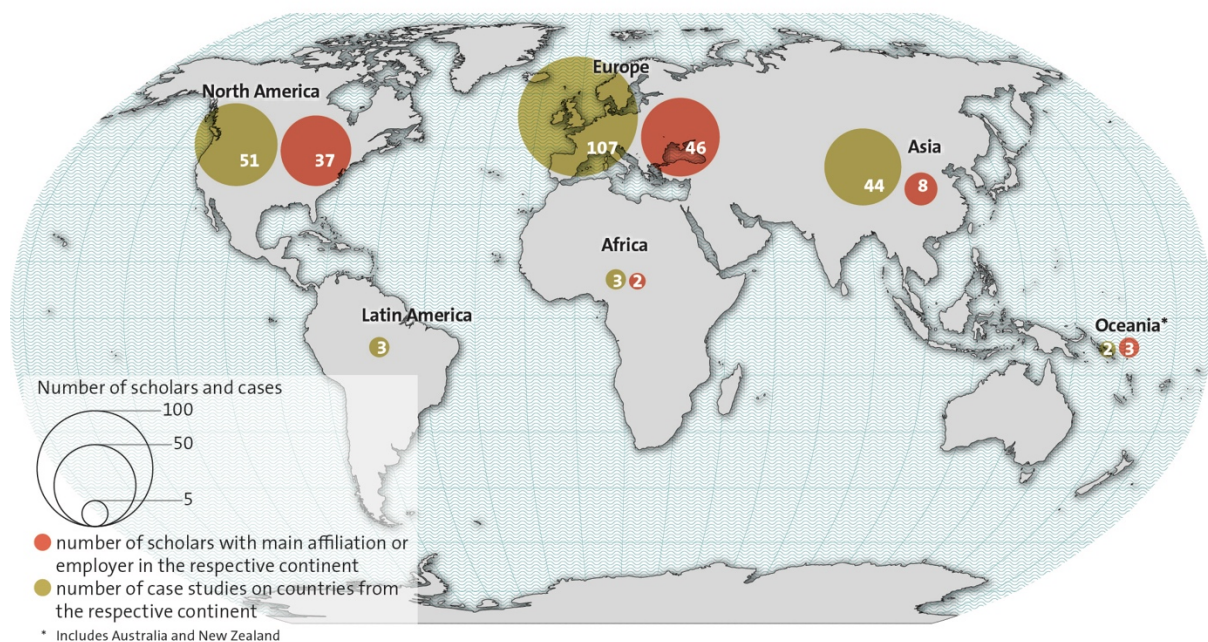 Europe
North America
51
37
107
46
Asia
44
8
Africa
3
2
Latin America
3
Oceania*
2
3
Number of scholars and cases
100
50
5
number of scholars with main affiliation or
employer in the respective continent
number of case studies on countries from
the respective continent
* Includes Australia and New Zealand